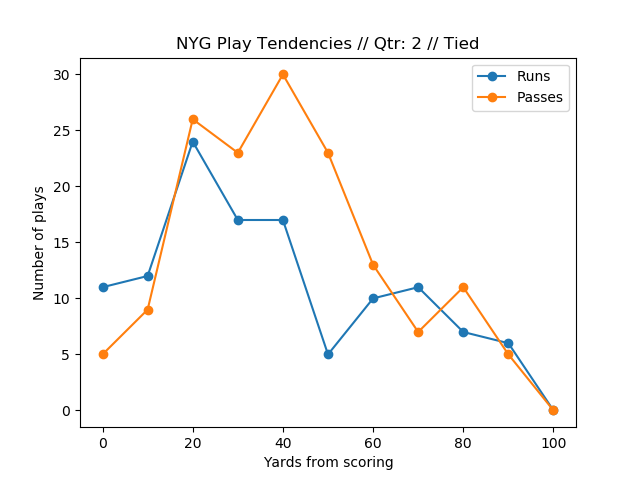 NYG Play Tendencies // Qtr: 2 // Tied
Runs
Passes
30
25
20
15
10
5
0
Number of plays
0 20 40 60 80 100
Yards from scoring